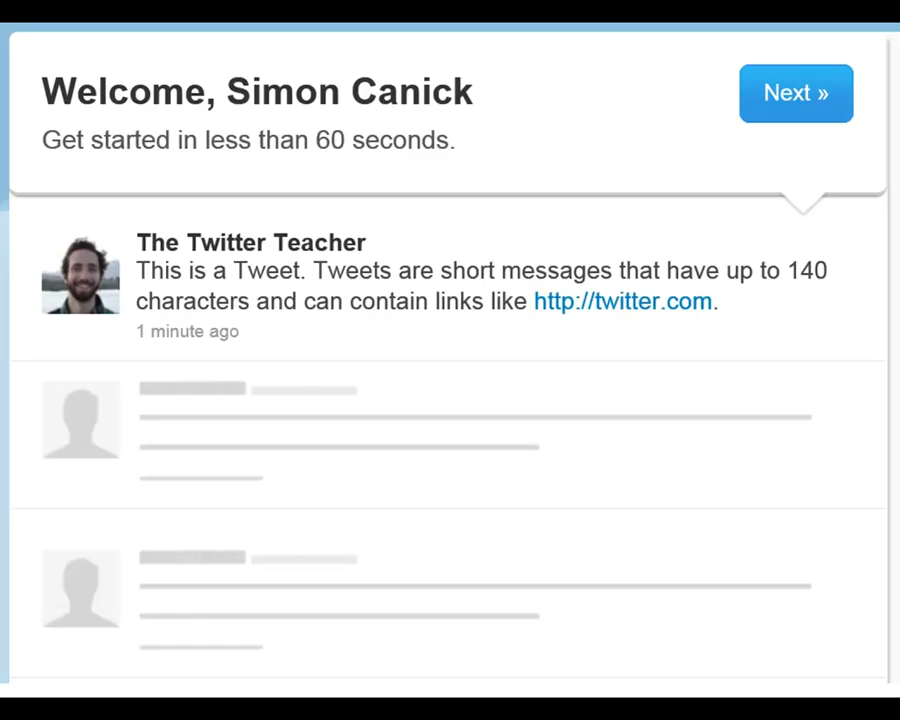 Welcome, Simon Canick
Next »
Get started in less than 60 seconds.
The Twitter Teacher
This is a Tweet. Tweets are short messages that have up to 140
characters and can contain links like http://twitter.com.
1 minute ago